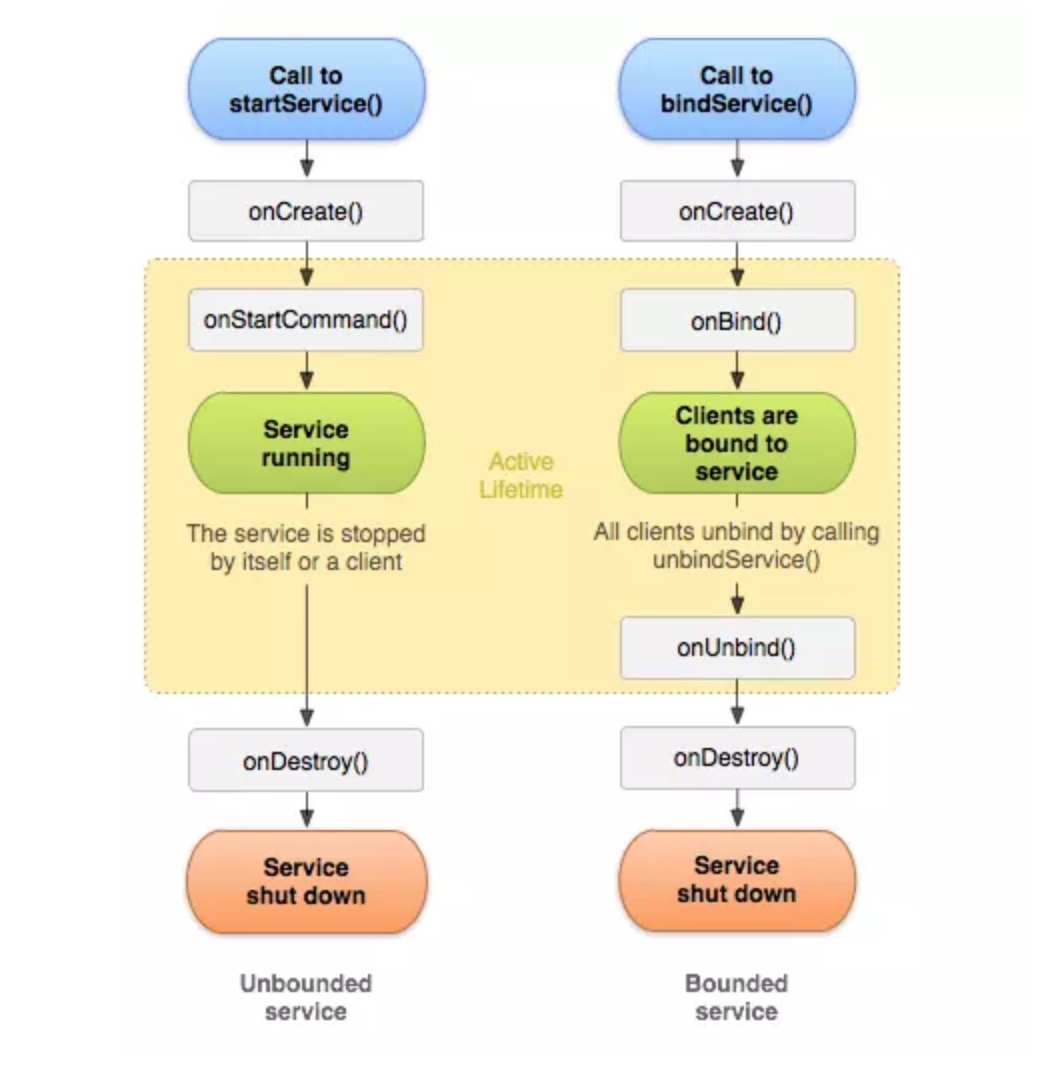 Call to
startService()
onCreate()
onStartCommand()
Service
running
The service is stopped
by itself or a client
onDestroy()
Service
shut down
Unbounded
service
Active
Lifetime
Call to
bindService()
onCreate()
onBind()
Clients are
bound to
service
All clients unbind by calling
unbindService()
onUnbind()
onDestroy()
Service
shut down
Bounded
service